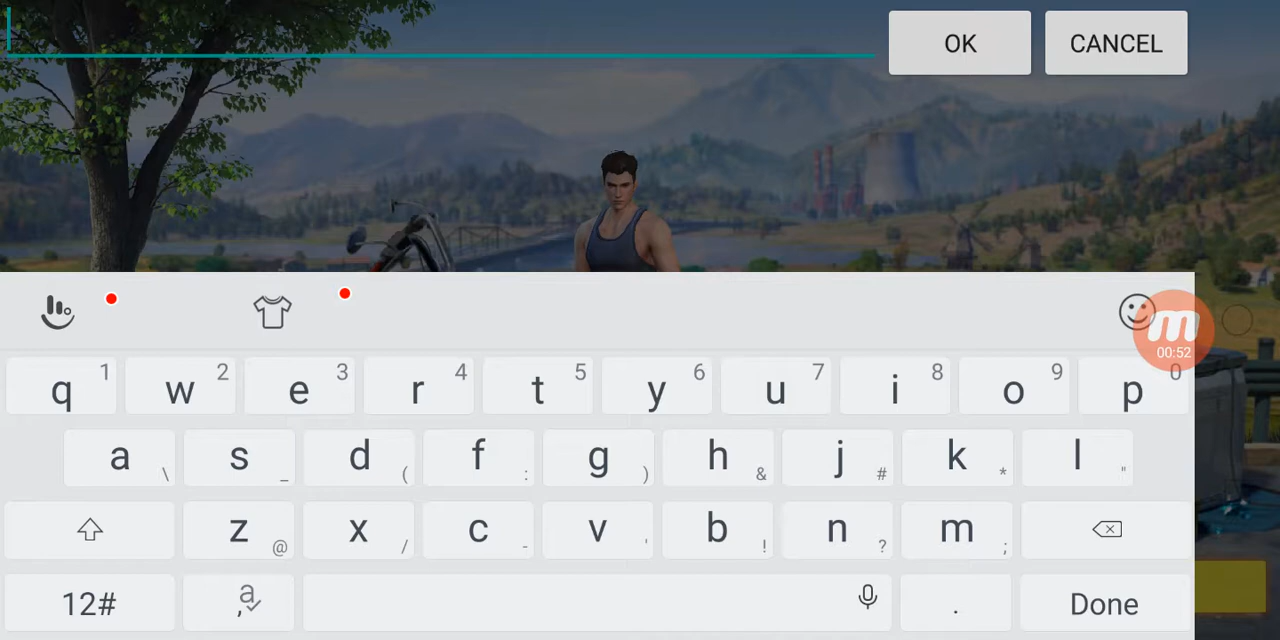 OK CANCEL
m
00:52
q 1 w 2 e 3 r 4 t 5 y 6 u 7 i 8 o 9 p 0
a \ s _ d ( f : g ) h & j # k * l "
z @ x / c - v ' b ! n ? m ;
12# , a . Done